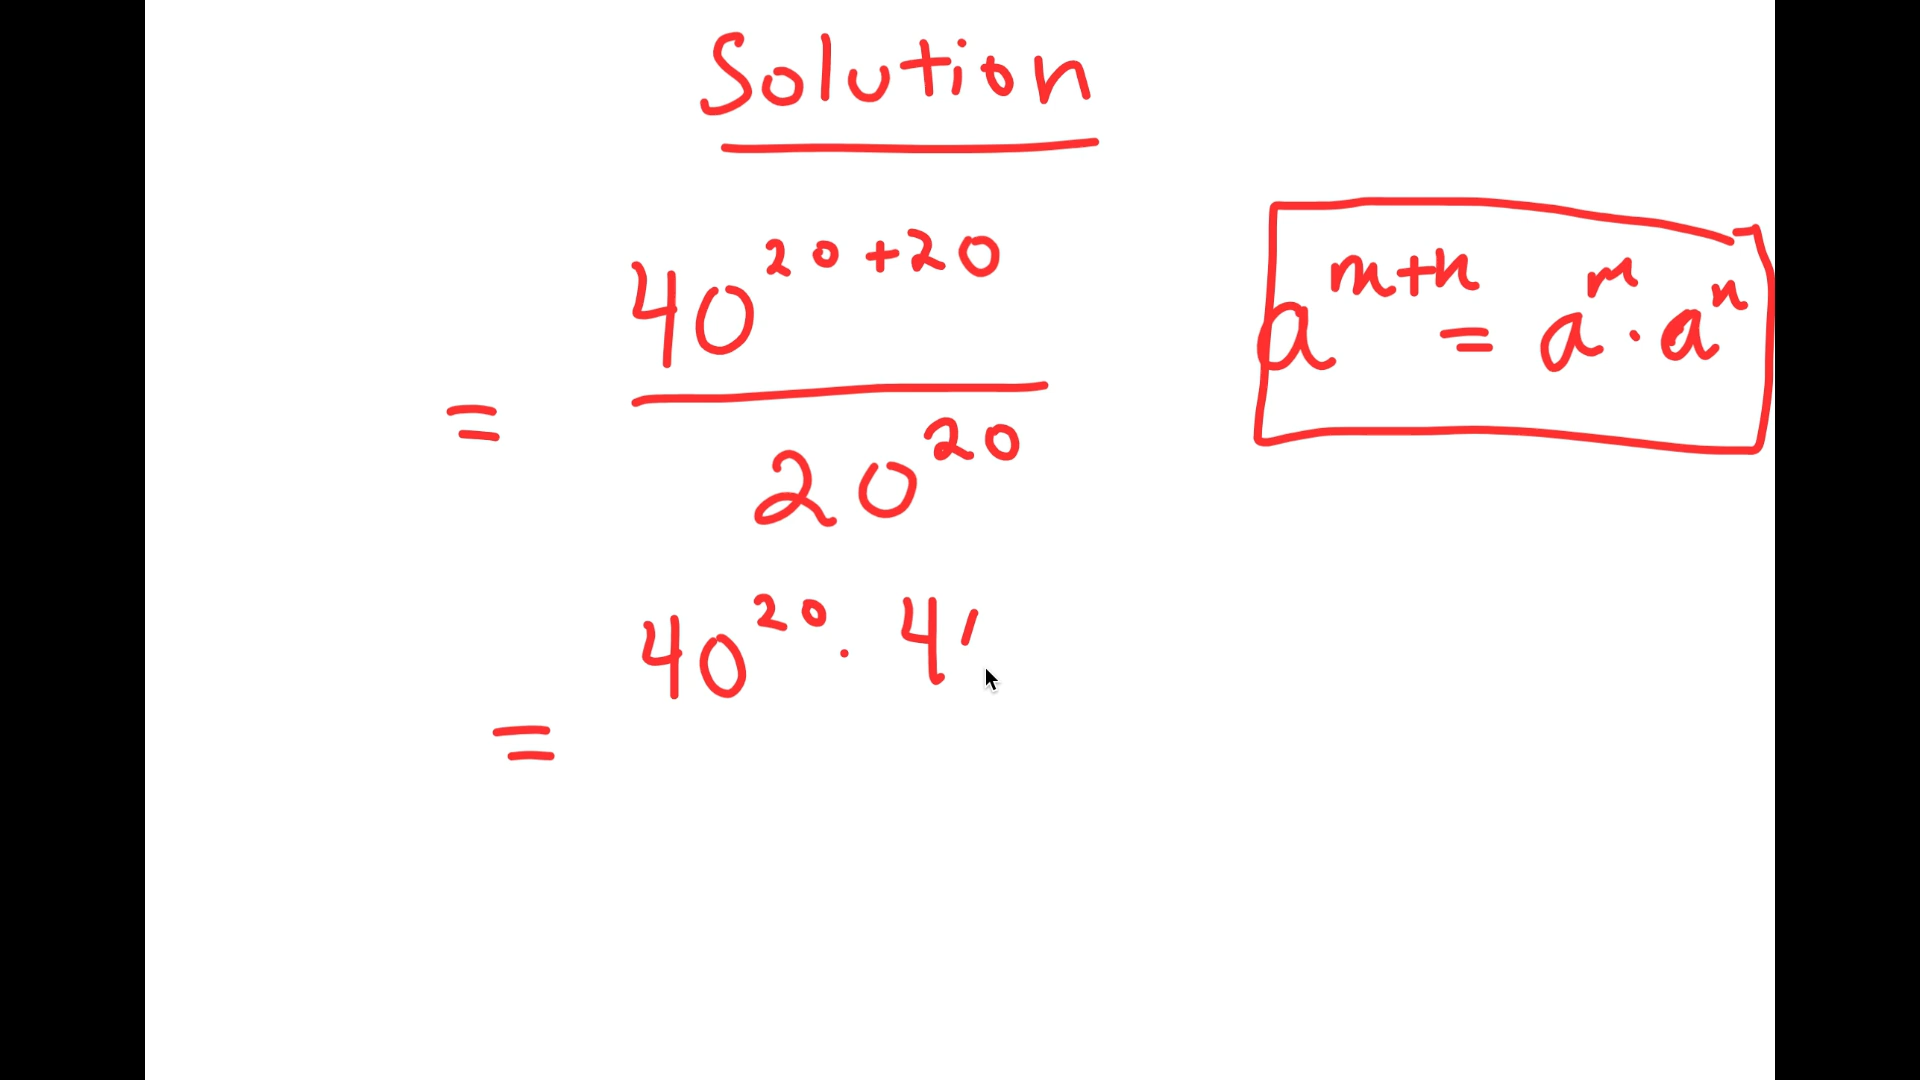 Solution
= 40^{20+20} / 20^{20}
a^{m+n} = a^m · a^n
= 40^{20} · 4